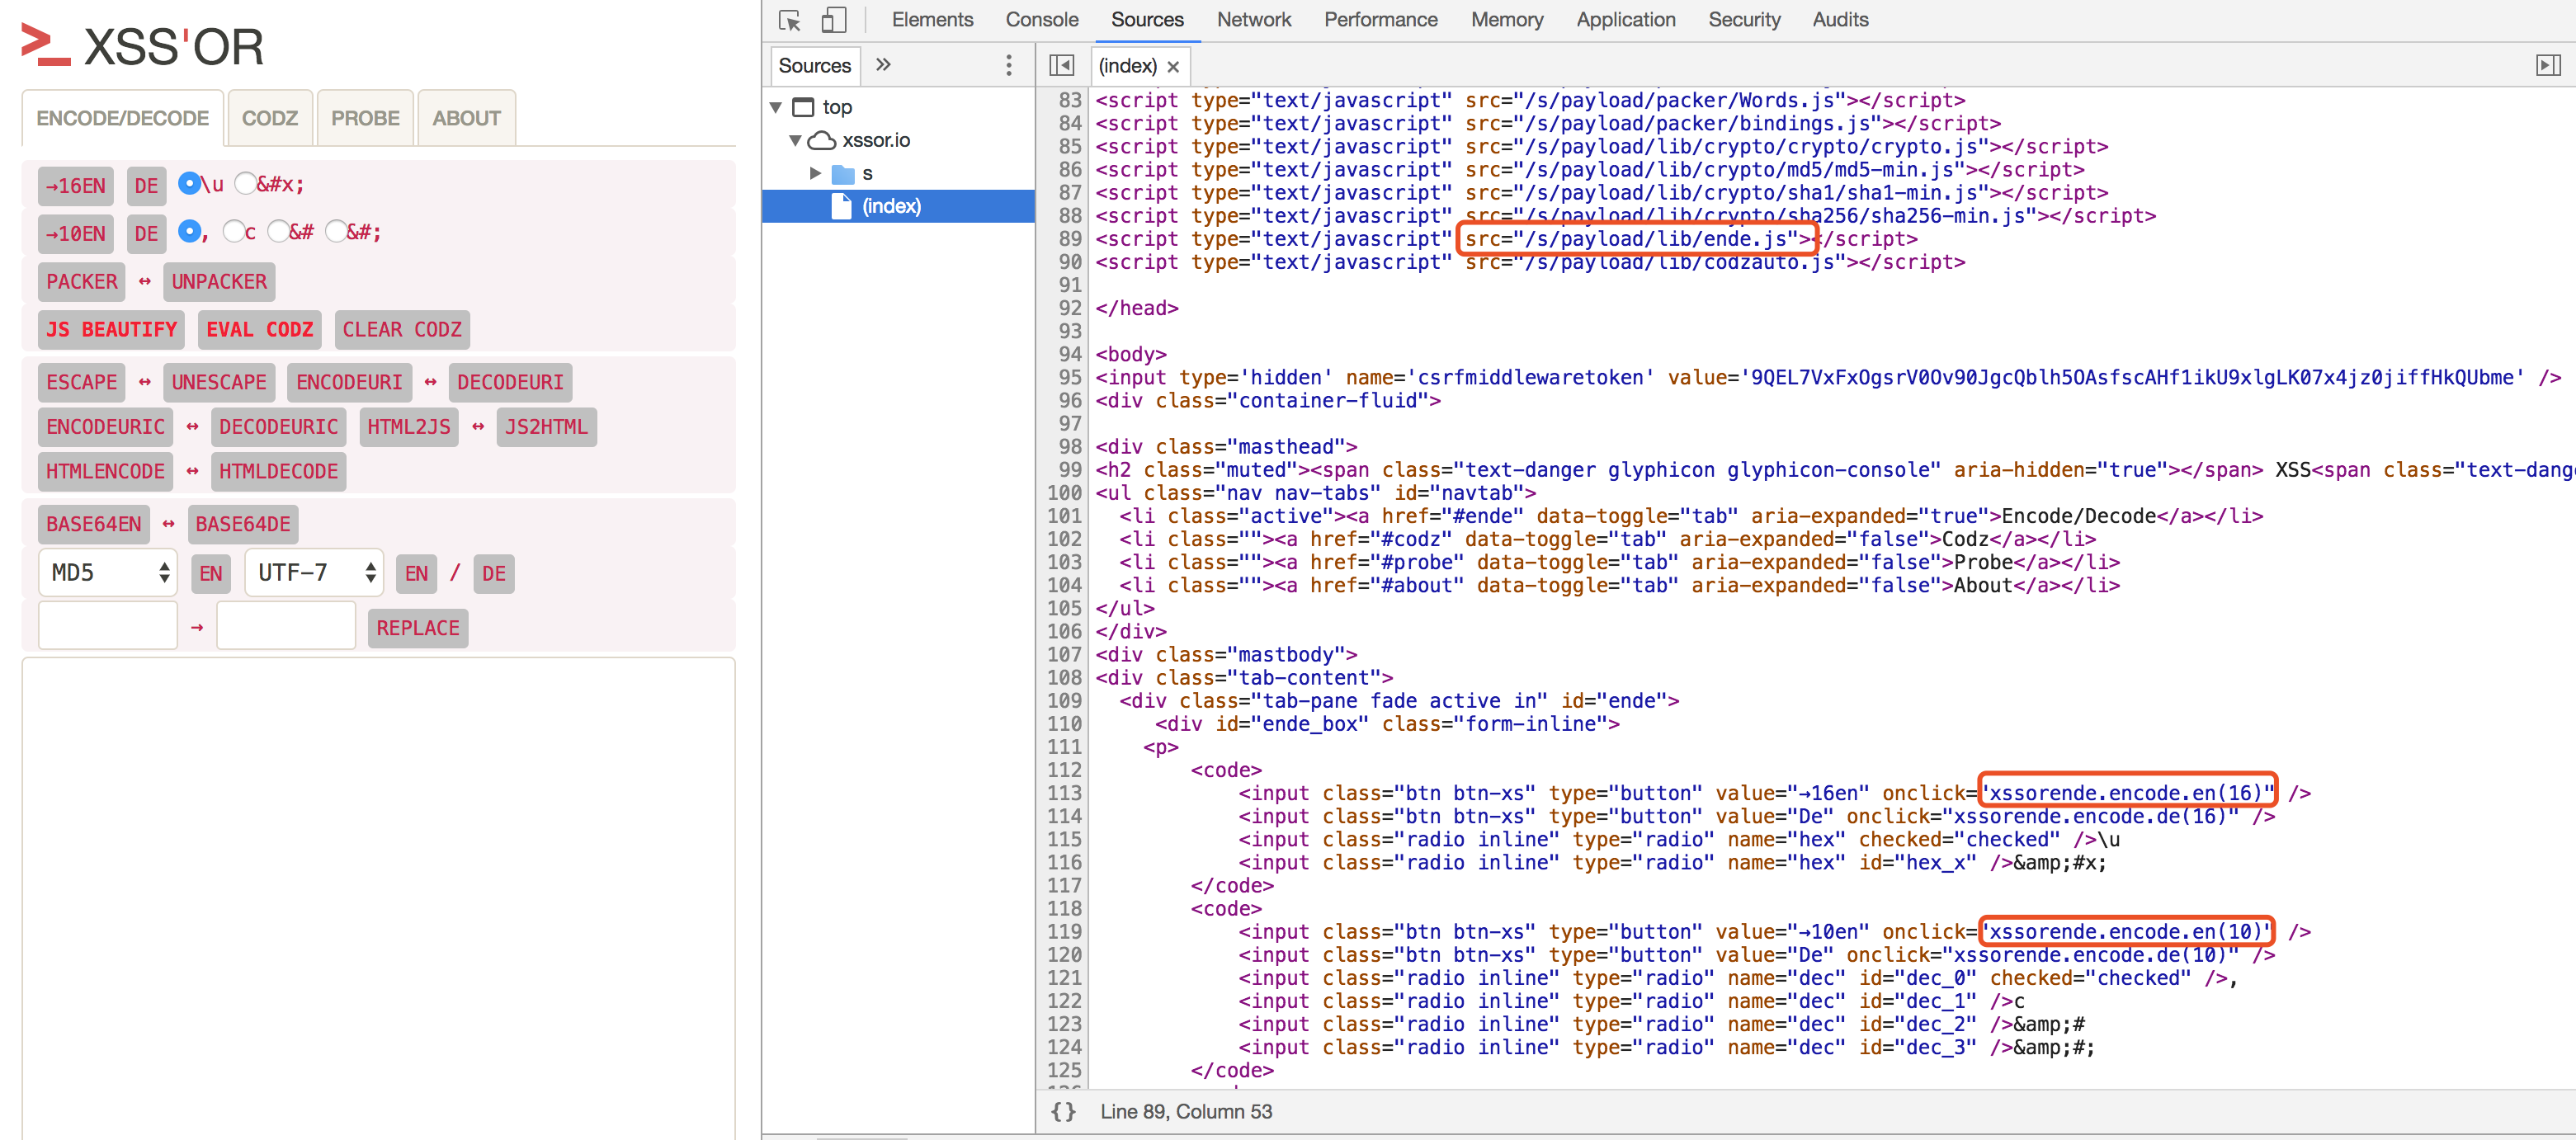 >_ XSS'OR
ENCODE/DECODE CODZ PROBE ABOUT
→16EN DE \u &#x;
→10EN DE , c &# &#;
PACKER ↔ UNPACKER
JS BEAUTIFY EVAL CODZ CLEAR CODZ
ESCAPE ↔ UNESCAPE ENCODEURI ↔ DECODEURI
ENCODEURIC ↔ DECODEURIC HTML2JS ↔ JS2HTML
HTMLENCODE ↔ HTMLDECODE
BASE64EN ↔ BASE64DE
MD5 EN UTF-7 EN / DE
→ REPLACE
Elements Console Sources Network Performance Memory Application Security Audits
Sources »
(index) ×
top
xssor.io
s
(index)
83 <script type="text/javascript" src="/s/payload/packer/Words.js"></script>
84 <script type="text/javascript" src="/s/payload/packer/bindings.js"></script>
85 <script type="text/javascript" src="/s/payload/lib/crypto/crypto/crypto.js"></script>
86 <script type="text/javascript" src="/s/payload/lib/crypto/md5/md5-min.js"></script>
87 <script type="text/javascript" src="/s/payload/lib/crypto/sha1/sha1-min.js"></script>
88 <script type="text/javascript" src="/s/payload/lib/crypto/sha256/sha256-min.js"></script>
89 <script type="text/javascript" src="/s/payload/lib/ende.js"></script>
90 <script type="text/javascript" src="/s/payload/lib/codzauto.js"></script>
91
92 </head>
93
94 <body>
95 <input type='hidden' name='csrfmiddlewaretoken' value='9QEL7VxFxOgsrV0Ov90JgcQblh5OAsfscAHf1ikU9xlgLK07x4jz0jiffHkQUbme' />
96 <div class="container-fluid">
97
98 <div class="masthead">
99 <h2 class="muted"><span class="text-danger glyphicon glyphicon-console" aria-hidden="true"></span> XSS<span class="text-dang
100 <ul class="nav nav-tabs" id="navtab">
101 <li class="active"><a href="#ende" data-toggle="tab" aria-expanded="true">Encode/Decode</a></li>
102 <li class=""><a href="#codz" data-toggle="tab" aria-expanded="false">Codz</a></li>
103 <li class=""><a href="#probe" data-toggle="tab" aria-expanded="false">Probe</a></li>
104 <li class=""><a href="#about" data-toggle="tab" aria-expanded="false">About</a></li>
105 </ul>
106 </div>
107 <div class="mastbody">
108 <div class="tab-content">
109 <div class="tab-pane fade active in" id="ende">
110 <div id="ende_box" class="form-inline">
111 <p>
112 <code>
113 <input class="btn btn-xs" type="button" value="→16en" onclick="xssorende.encode.en(16)" />
114 <input class="btn btn-xs" type="button" value="De" onclick="xssorende.encode.de(16)" />
115 <input class="radio inline" type="radio" name="hex" checked="checked" />\u
116 <input class="radio inline" type="radio" name="hex" id="hex_x" />&amp;#x;
117 </code>
118 <code>
119 <input class="btn btn-xs" type="button" value="→10en" onclick="xssorende.encode.en(10)" />
120 <input class="btn btn-xs" type="button" value="De" onclick="xssorende.encode.de(10)" />
121 <input class="radio inline" type="radio" name="dec" id="dec_0" checked="checked" />,
122 <input class="radio inline" type="radio" name="dec" id="dec_1" />c
123 <input class="radio inline" type="radio" name="dec" id="dec_2" />&amp;#
124 <input class="radio inline" type="radio" name="dec" id="dec_3" />&amp;#;
125 </code>
{} Line 89, Column 53